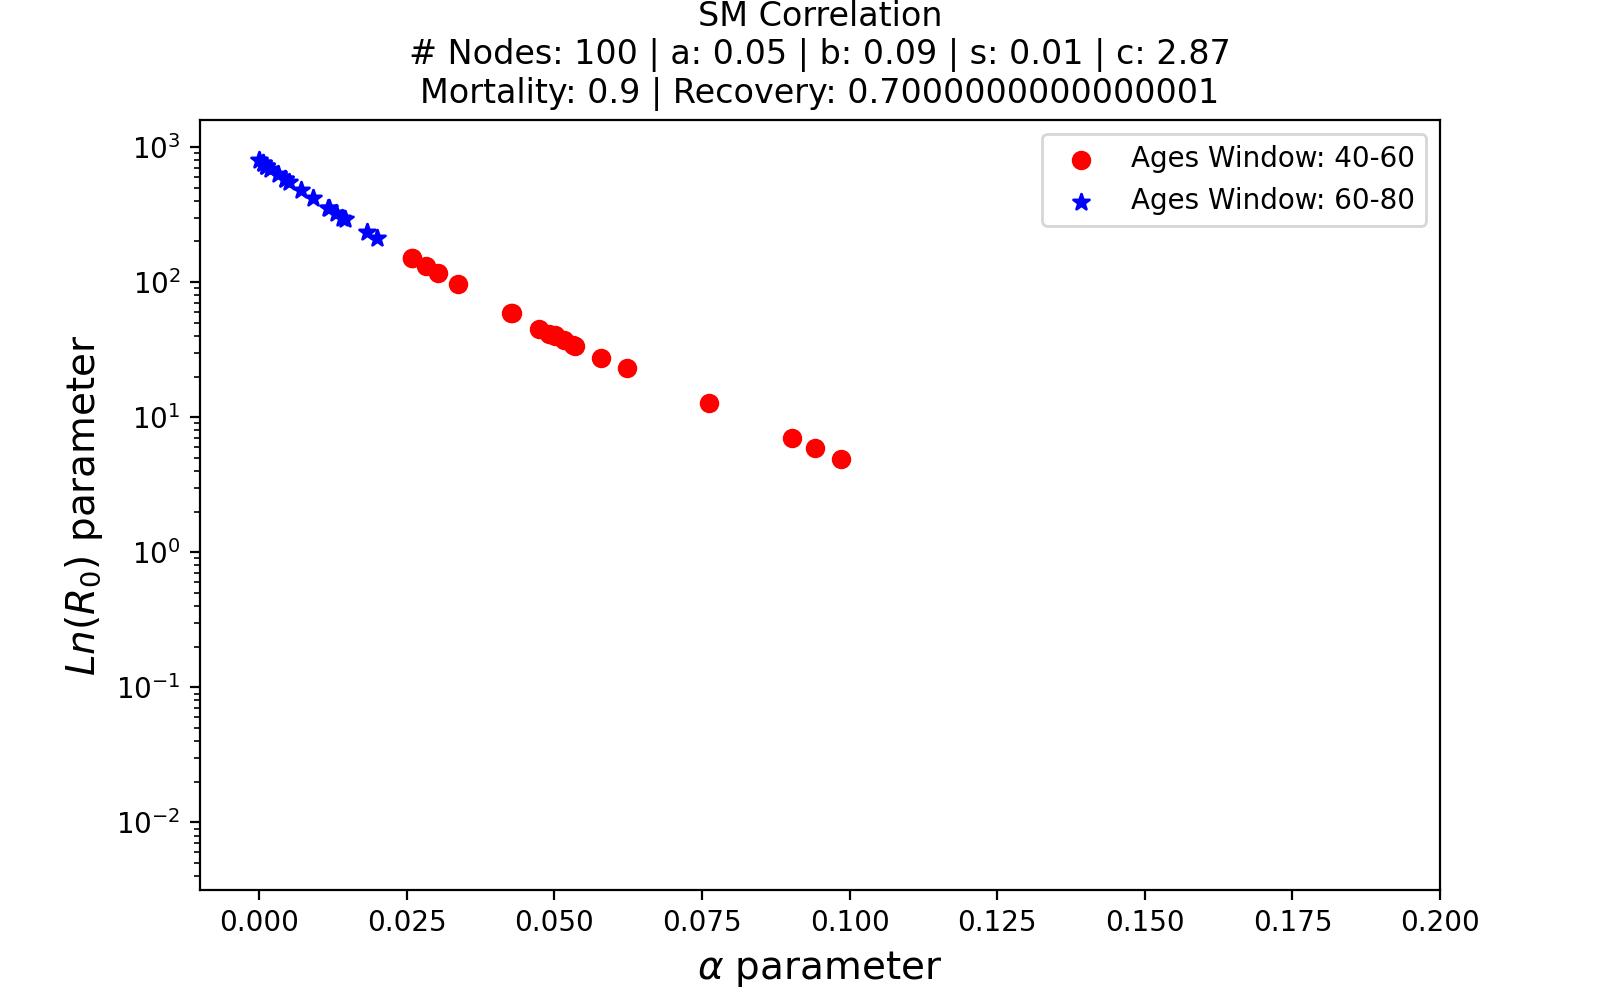 SM Correlation
# Nodes: 100 | a: 0.05 | b: 0.09 | s: 0.01 | c: 2.87
Mortality: 0.9 | Recovery: 0.7000000000000001
Ages Window: 40-60
Ages Window: 60-80
Ln(R₀) parameter
10³
10²
10¹
10⁰
10⁻¹
10⁻²
0.000 0.025 0.050 0.075 0.100 0.125 0.150 0.175 0.200
α parameter